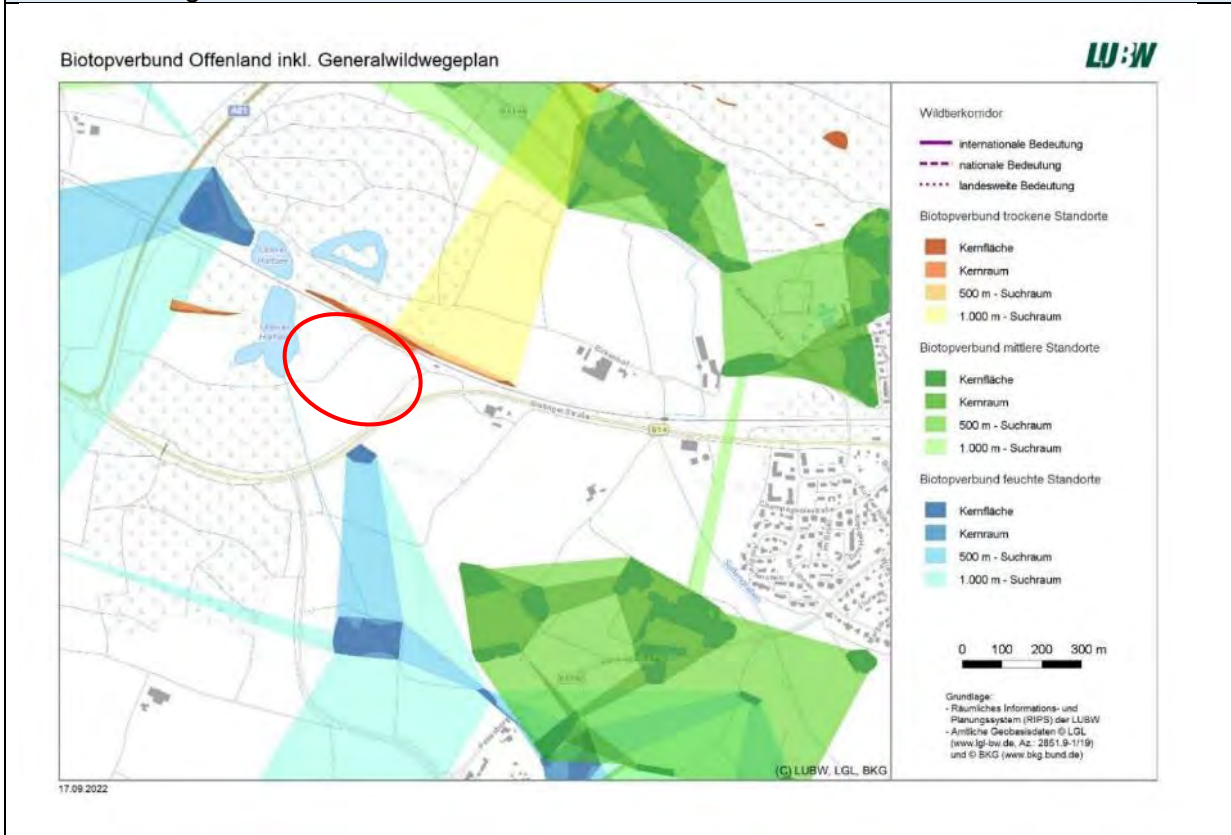 Biotopverbund Offenland inkl. Generalwildwegeplan
LUBW
A81
Unterer
Hartsee
B14
Wildtierkorridor
internationale Bedeutung
nationale Bedeutung
landesweite Bedeutung
Biotopverbund trockene Standorte
Kernfläche
Kernraum
500 m - Suchraum
1.000 m - Suchraum
Biotopverbund mittlere Standorte
Kernfläche
Kernraum
500 m - Suchraum
1.000 m - Suchraum
Biotopverbund feuchte Standorte
Kernfläche
Kernraum
500 m - Suchraum
1.000 m - Suchraum
0 100 200 300 m
Grundlage:
- Räumliches Informations- und
Planungssystem (RIPS) der LUBW
- Amtliche Geobasisdaten © LGL
(www.lgl-bw.de, Az.: 2851.9-1/19)
und © BKG (www.bkg.bund.de)
(C) LUBW, LGL, BKG
17.09.2022